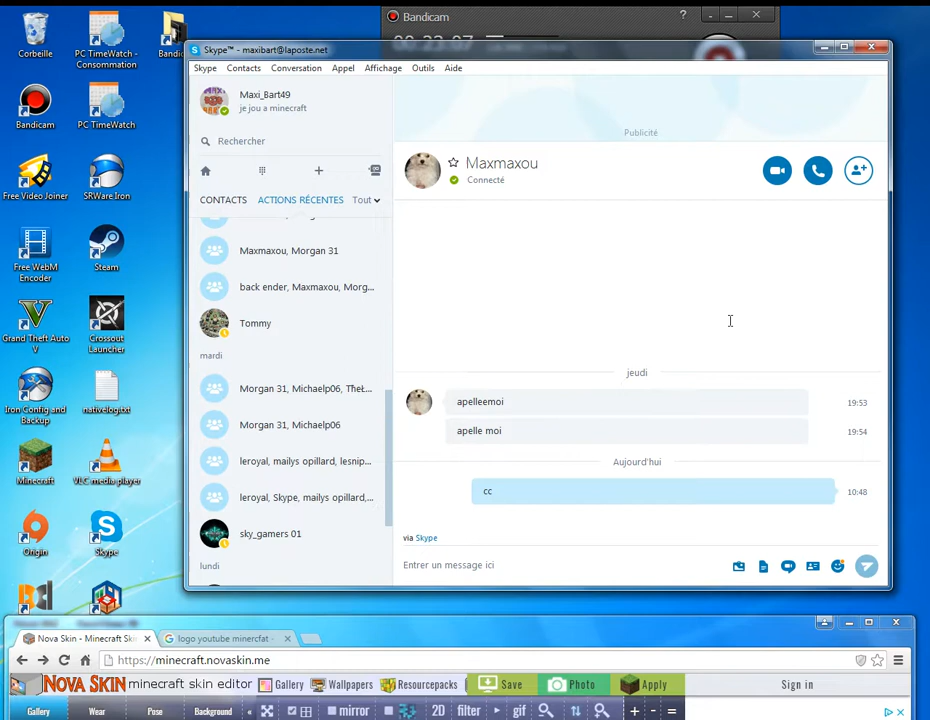 Bandicam
Corbeille
PC TimeWatch - Consommation
Bandicam
PC TimeWatch
Free Video Joiner
SRWare Iron
Free WebM Encoder
Steam
Grand Theft Auto V
Crossout Launcher
Iron Config and Backup
nativelog.txt
Minecraft
VLC media player
Origin
Skype
Skype™ - maxibart@laposte.net
Skype Contacts Conversation Appel Affichage Outils Aide
Maxi_Bart49
je jou a minecraft
Rechercher
CONTACTS ACTIONS RÉCENTES Tout
Maxmaxou, Morgan 31
back ender, Maxmaxou, Morg...
Tommy
mardi
Morgan 31, Michaelp06, TheŁ...
Morgan 31, Michaelp06
leroyal, mailys opillard, lesnip...
leroyal, Skype, mailys opillard,...
sky_gamers 01
lundi
Publicité
Maxmaxou
Connecté
jeudi
apelleemoi 19:53
apelle moi 19:54
Aujourd'hui
cc 10:48
via Skype
Entrer un message ici
Nova Skin - Minecraft Ski
logo youtube minercfat -
https://minecraft.novaskin.me
NOVA SKIN minecraft skin editor Gallery Wallpapers Resourcepacks Save Photo Apply Sign in
Gallery Wear Pose Background « mirror 2D filter gif + - =